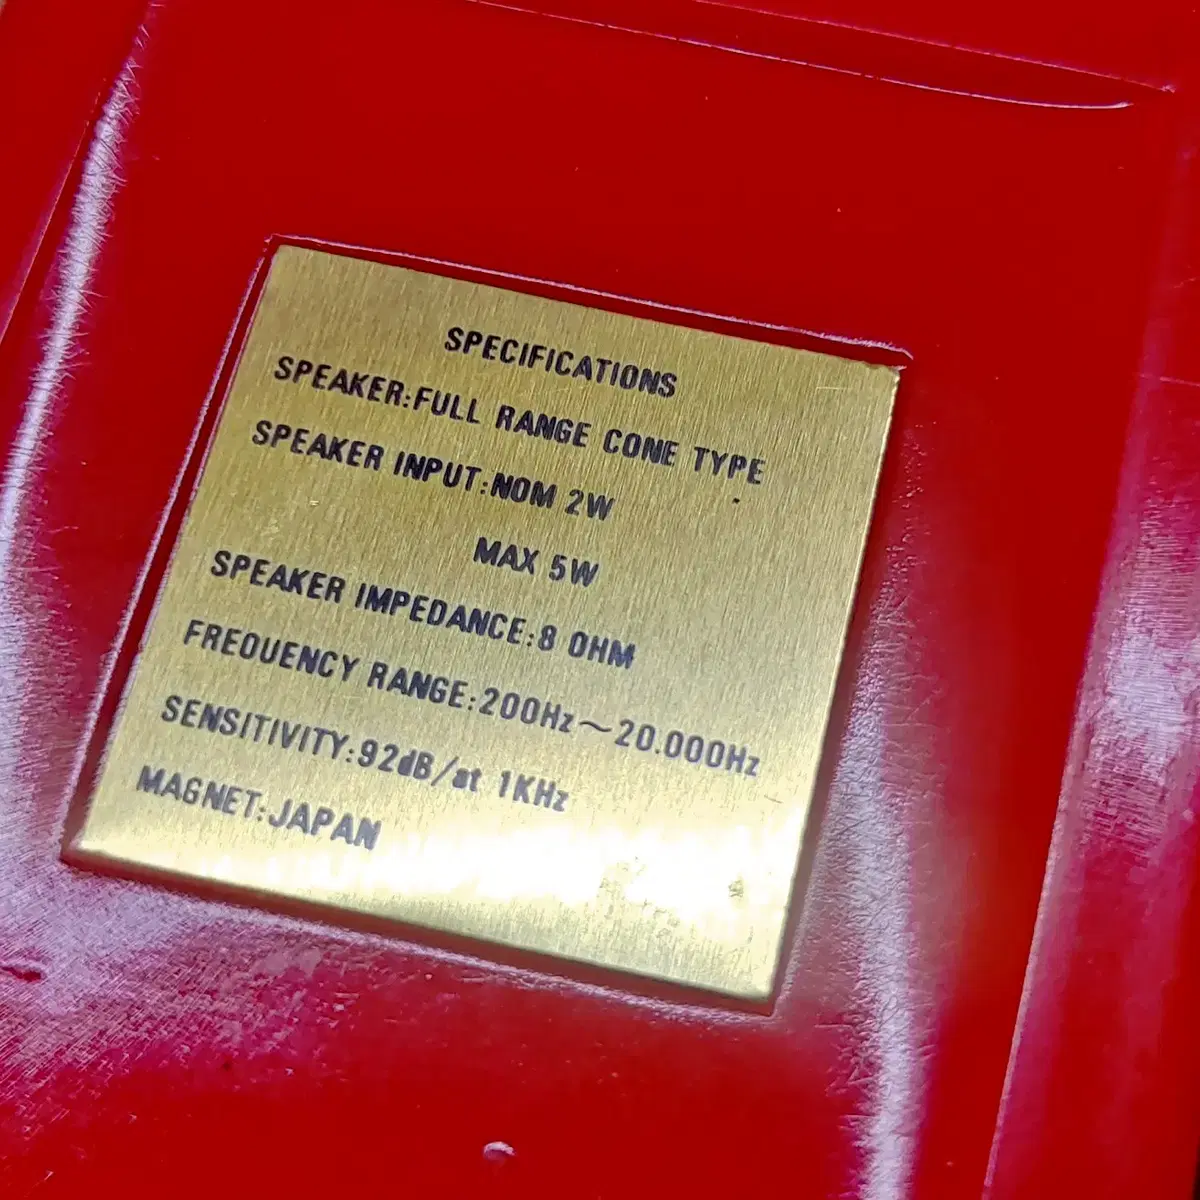 SPECIFICATIONS
SPEAKER:FULL RANGE CONE TYPE
SPEAKER INPUT:NOM 2W
MAX 5W
SPEAKER IMPEDANCE:8 OHM
FREQUENCY RANGE:200Hz～20.000Hz
SENSITIVITY:92dB/at 1KHz
MAGNET:JAPAN